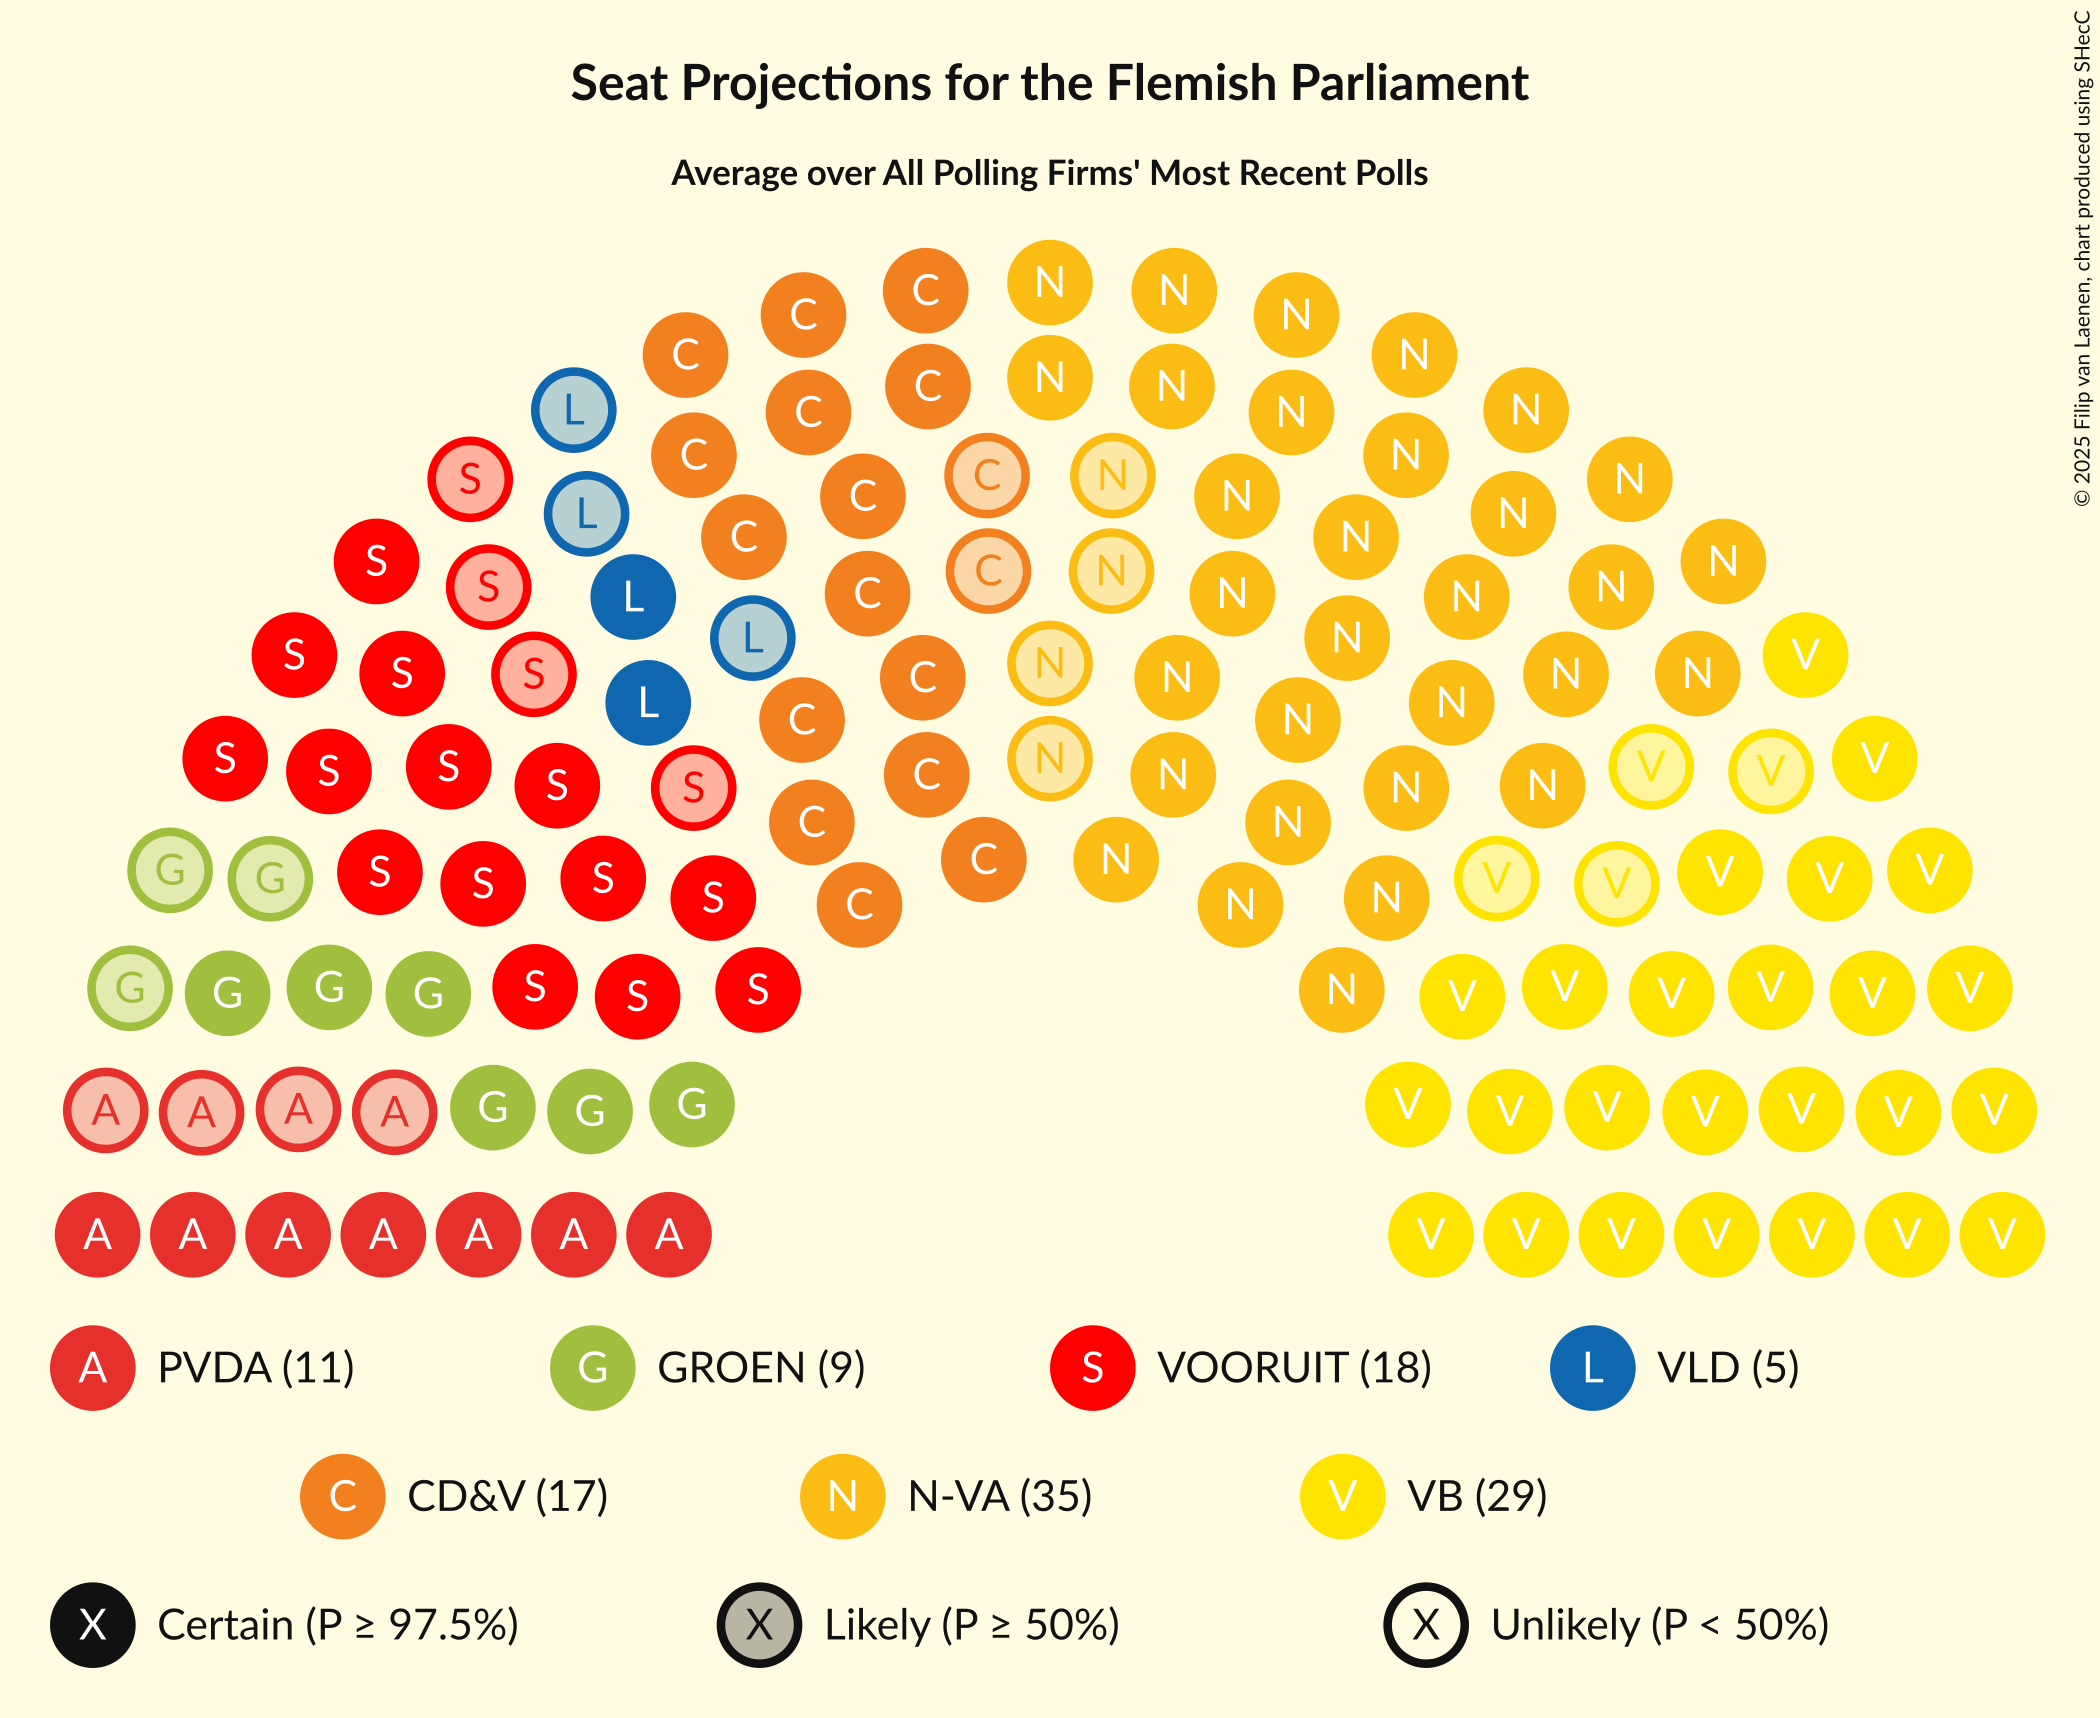 Seat Projections for the Flemish Parliament
Average over All Polling Firms' Most Recent Polls
© 2025 Filip van Laenen, chart produced using SHecC
C C N N
C N
C N
L C C N N N
S C N N
S L C C N N N
S S L C C C N N N N N
S S S L C N N N N V
S S S S L C C N N N N N V V V
S S S S C C N N N N V V V
G G S S S S C C N N N V V V V V
G G G G S S S N V V V V V V
A A A A G G G V V V V V V V
A A A A A A A V V V V V V V
A PVDA (11) G GROEN (9) S VOORUIT (18) L VLD (5)
C CD&V (17) N N-VA (35) V VB (29)
X Certain (P ≥ 97.5%) X Likely (P ≥ 50%) X Unlikely (P < 50%)